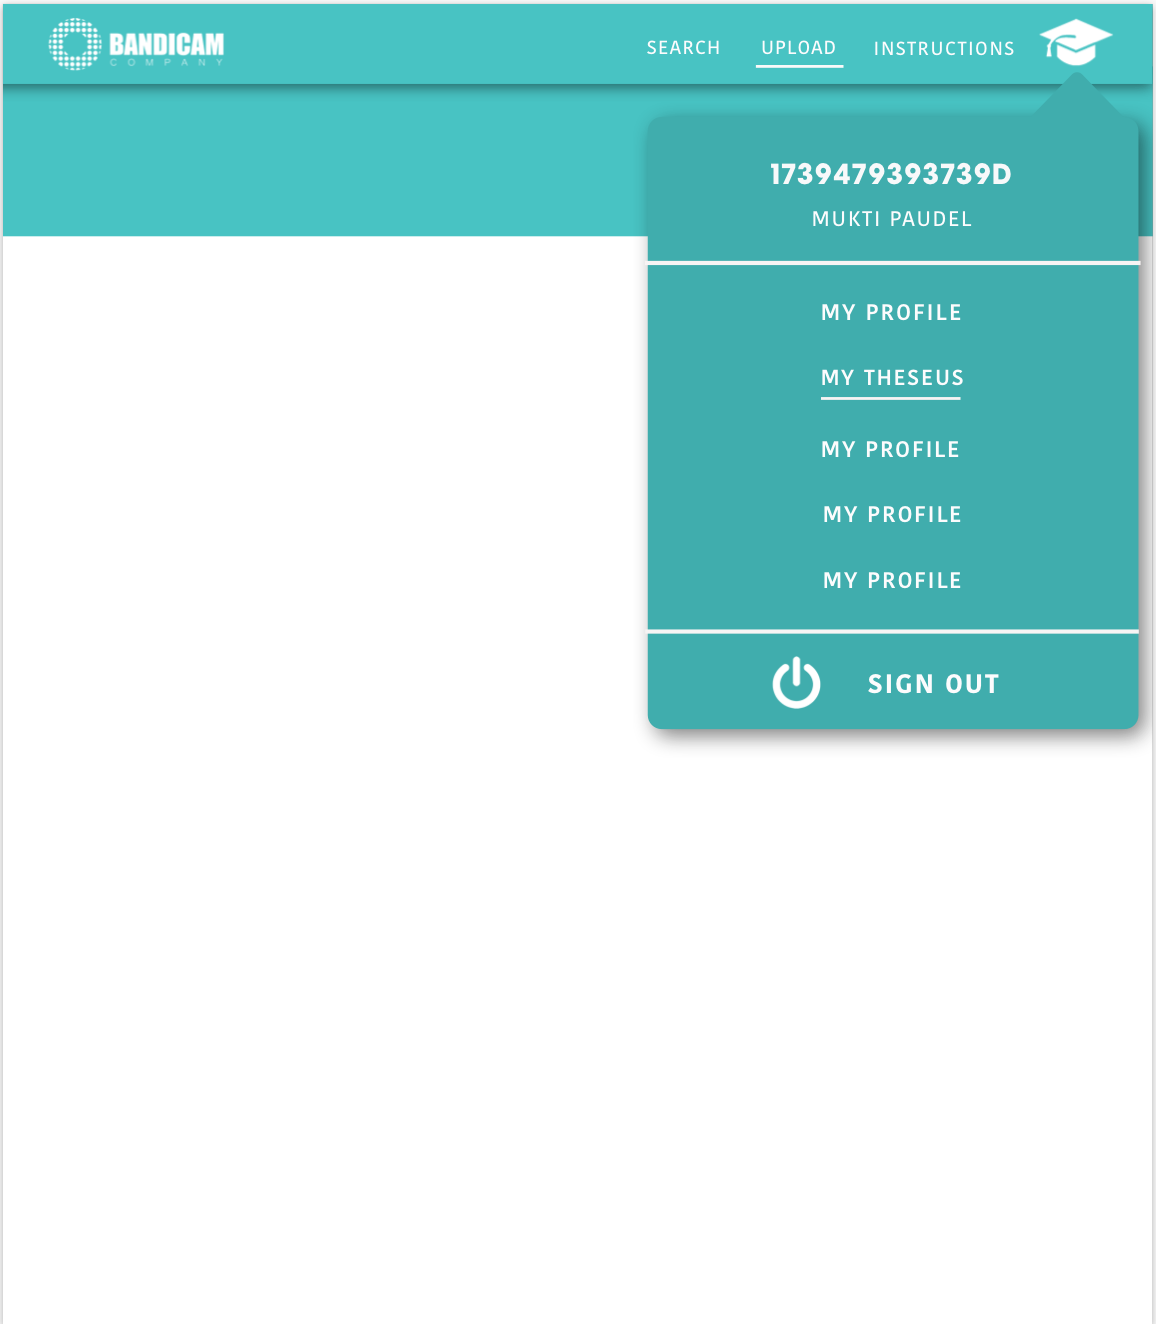 BANDICAM
COMPANY
SEARCH UPLOAD INSTRUCTIONS
1739479393739D
MUKTI PAUDEL
MY PROFILE
MY THESEUS
MY PROFILE
MY PROFILE
MY PROFILE
SIGN OUT